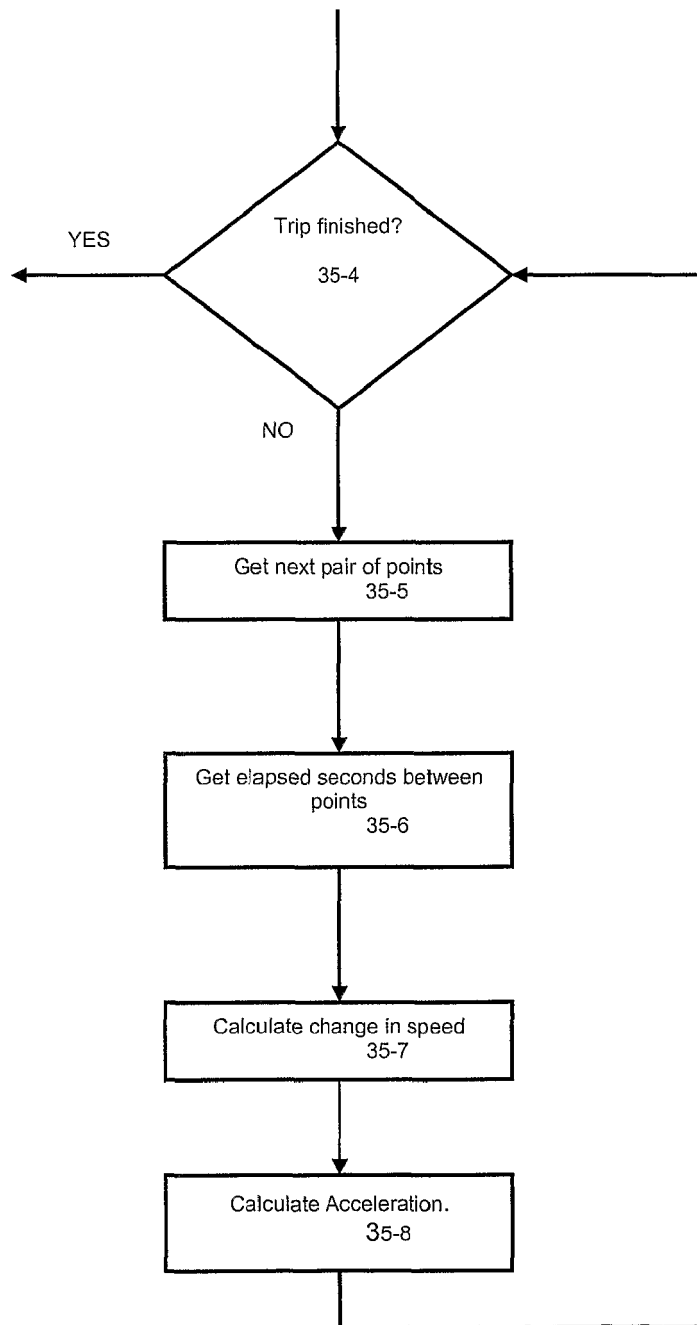 Trip finished?
YES
35-4
NO
Get next pair of points
35-5
Get elapsed seconds between
points
35-6
Calculate change in speed
35-7
Calculate Acceleration.
35-8